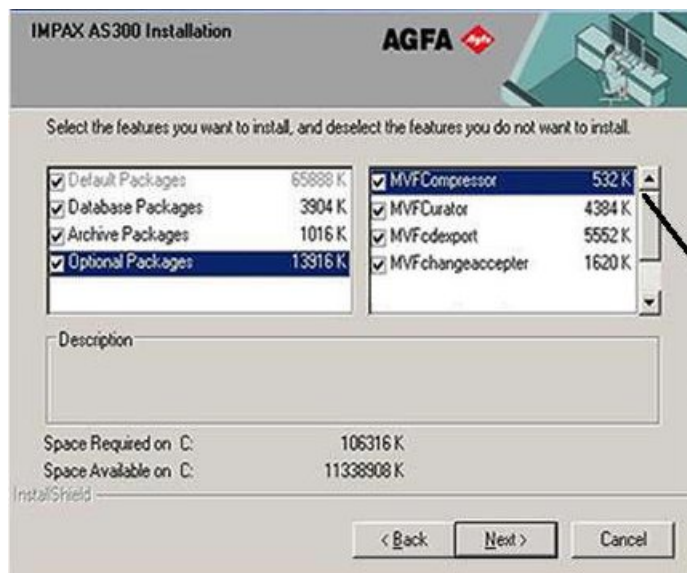 IMPAX AS300 Installation
AGFA
Agfa
Select the features you want to install, and deselect the features you do not want to install.
Default Packages 65888 K
Database Packages 3904 K
Archive Packages 1016 K
Optional Packages 13916 K
MVFCompressor 532 K
MVFCurator 4384 K
MVFcdexport 5552 K
MVFchangeaccepter 1620 K
Description
Space Required on C: 106316 K
Space Available on C: 11338908 K
InstallShield
< Back Next > Cancel